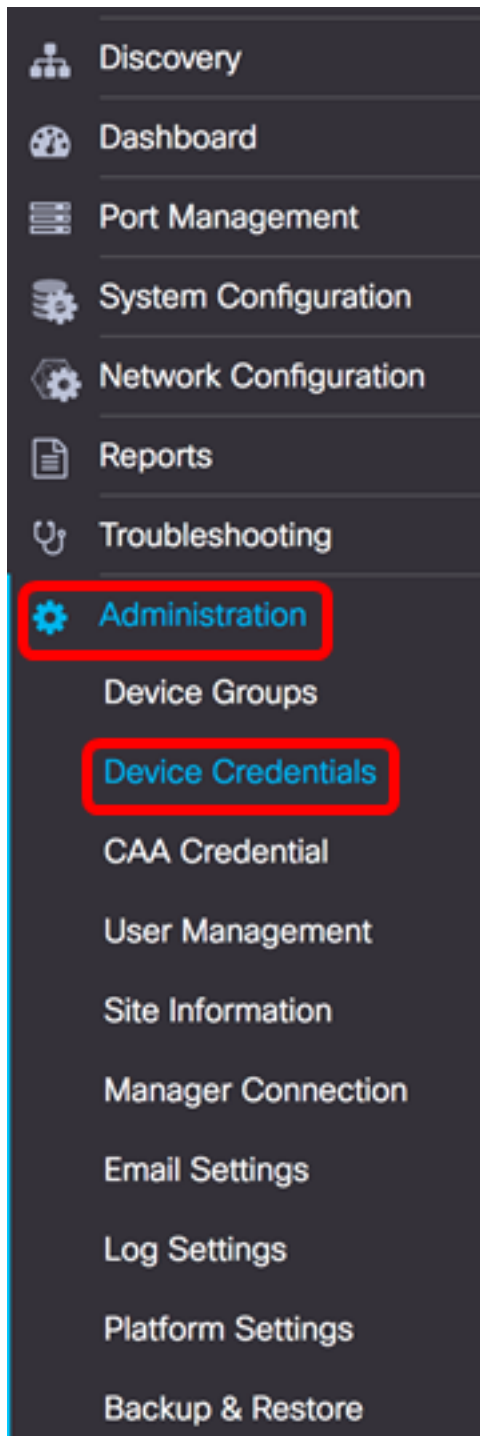 Discovery
Dashboard
Port Management
System Configuration
Network Configuration
Reports
Troubleshooting
Administration
Device Groups
Device Credentials
CAA Credential
User Management
Site Information
Manager Connection
Email Settings
Log Settings
Platform Settings
Backup & Restore